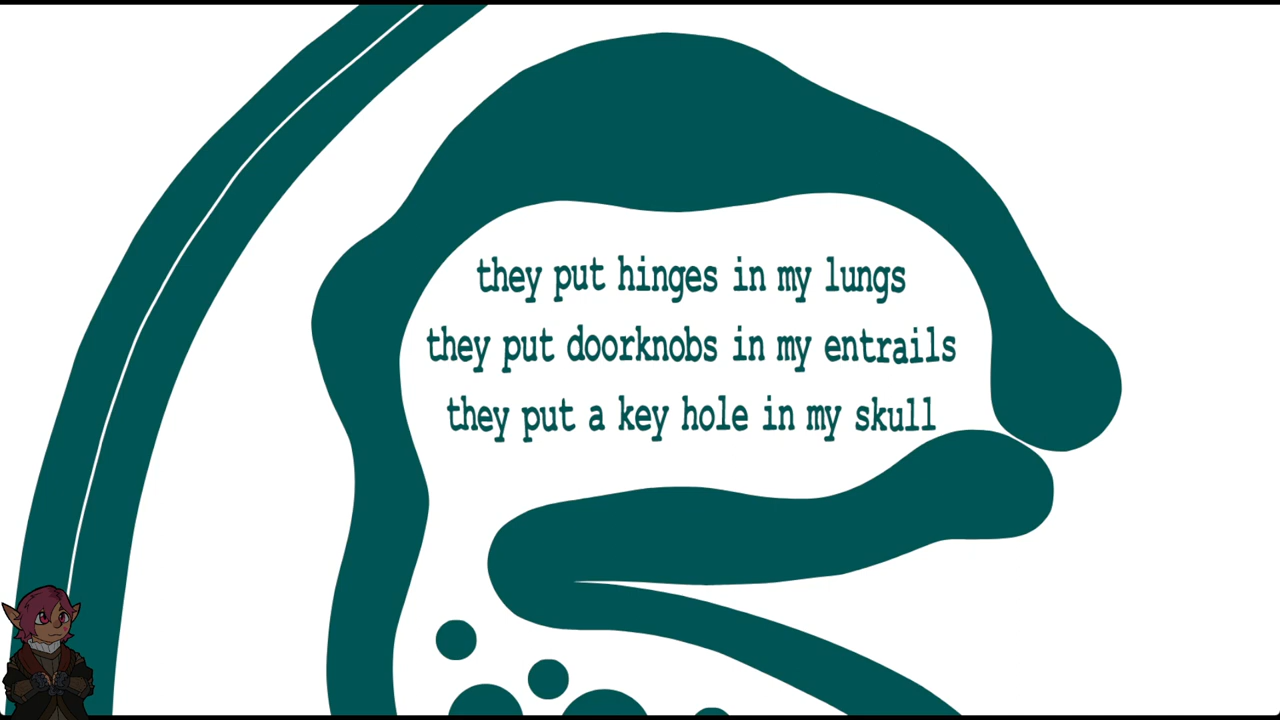 they put hinges in my lungs
they put doorknobs in my entrails
they put a key hole in my skull